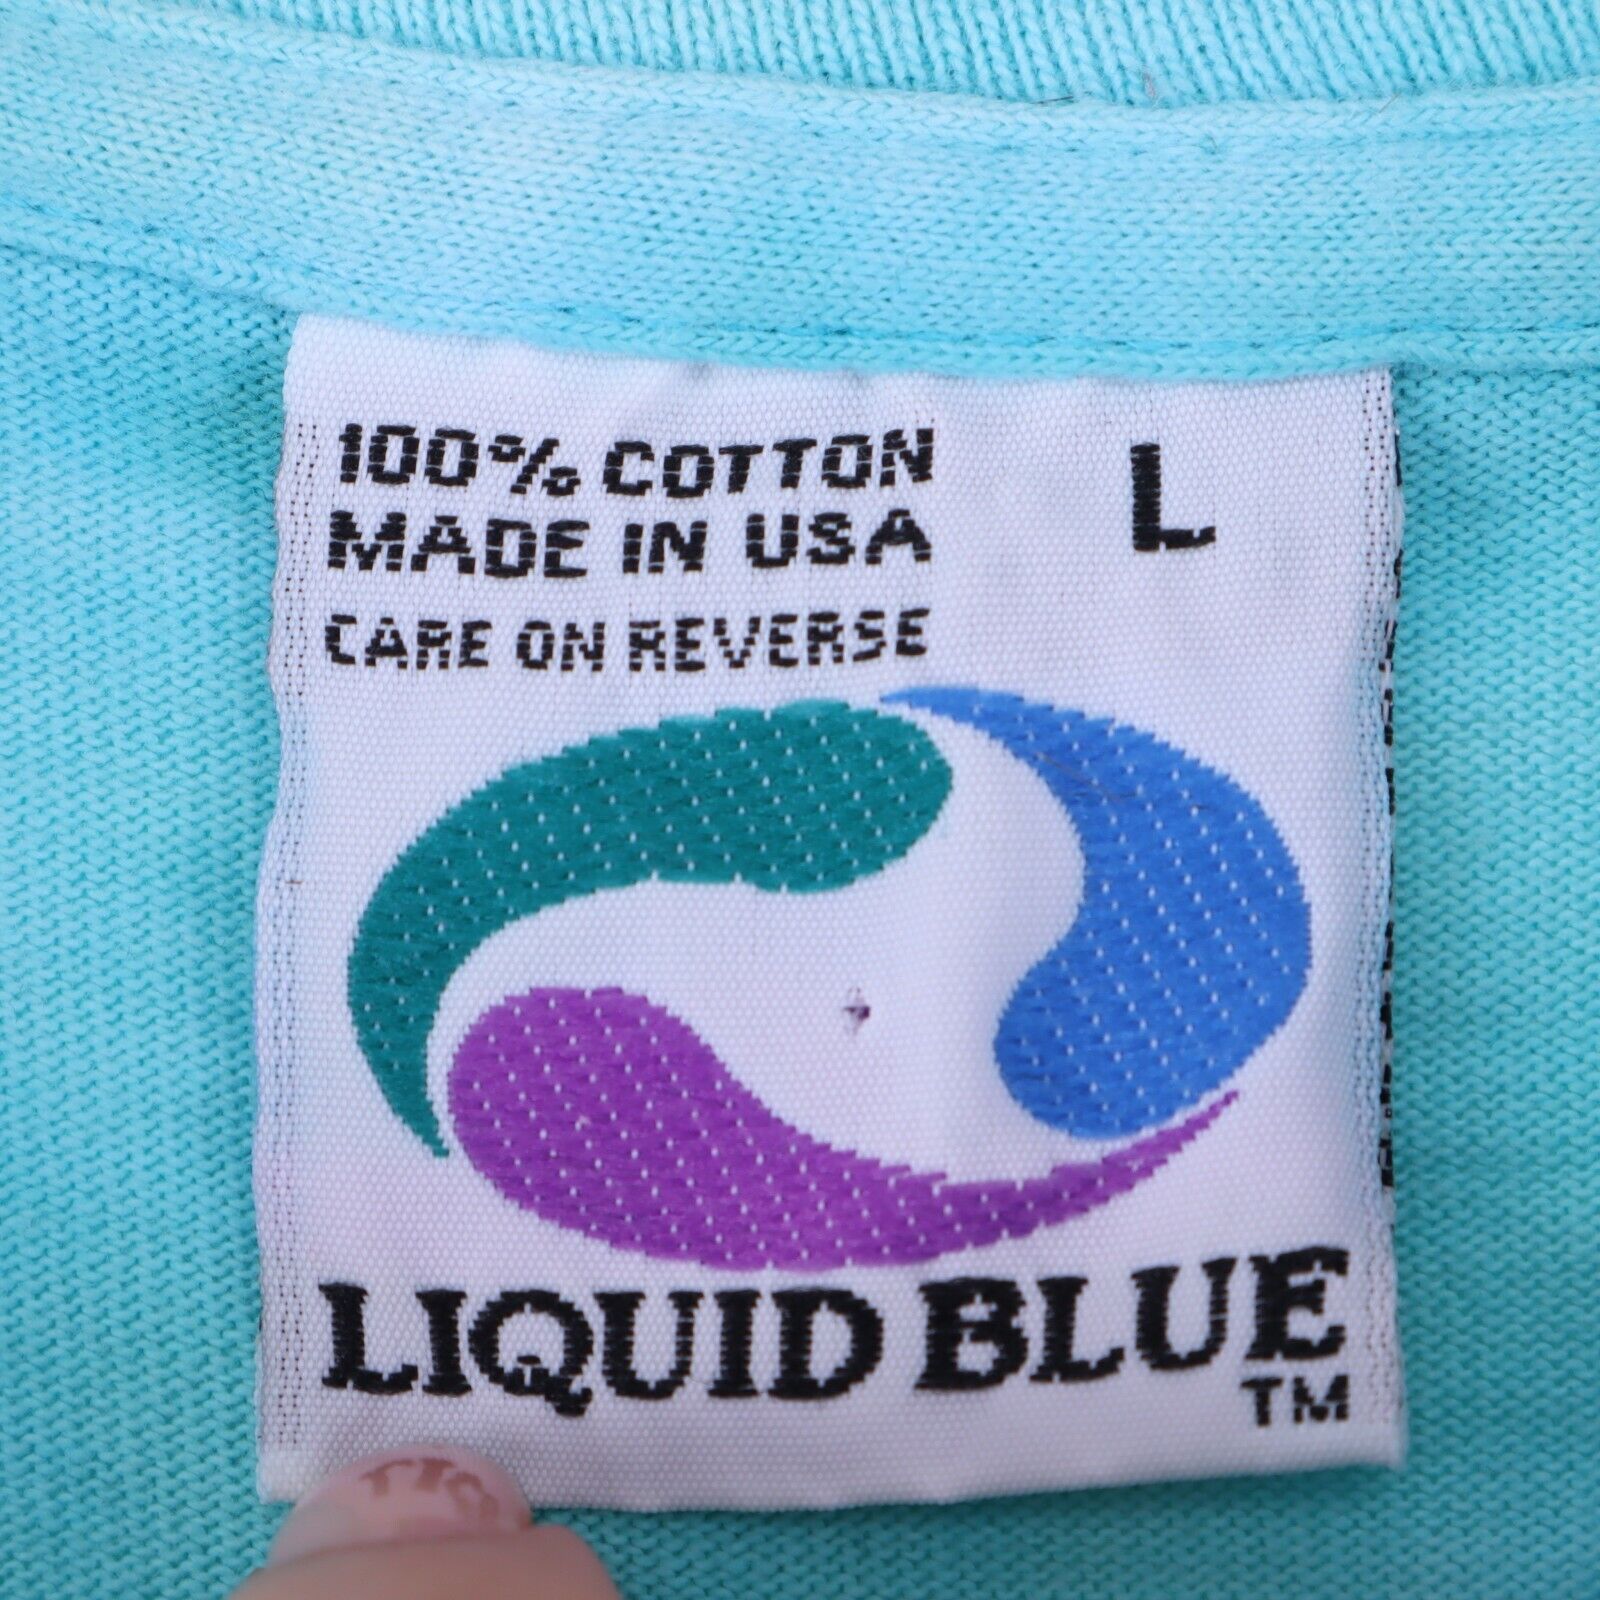 100% COTTON L
MADE IN USA
CARE ON REVERSE
LIQUID BLUE
TM